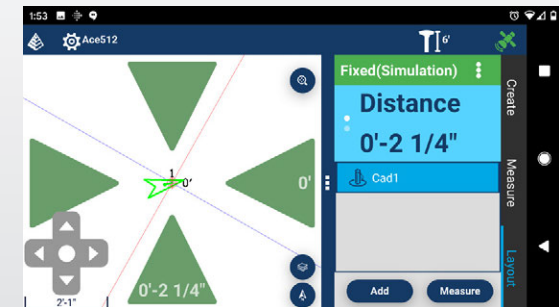 1:53
Ace512
6'
Fixed(Simulation)
Distance
0'-2 1/4"
Cad1
Create
Measure
Layout
1
0'
0'
0'-2 1/4"
2'-1"
Add
Measure